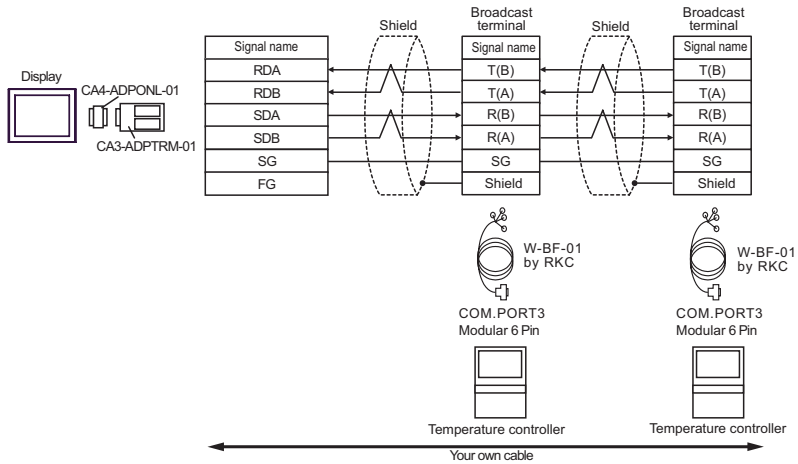 Display
CA4-ADPONL-01
CA3-ADPTRM-01
Shield
Broadcast
terminal
Shield
Broadcast
terminal
Signal name
Signal name
Signal name
RDA
T(B)
T(B)
RDB
T(A)
T(A)
SDA
R(B)
R(B)
SDB
R(A)
R(A)
SG
SG
SG
FG
Shield
Shield
W-BF-01
by RKC
W-BF-01
by RKC
COM.PORT3
Modular 6 Pin
COM.PORT3
Modular 6 Pin
Temperature controller
Temperature controller
Your own cable